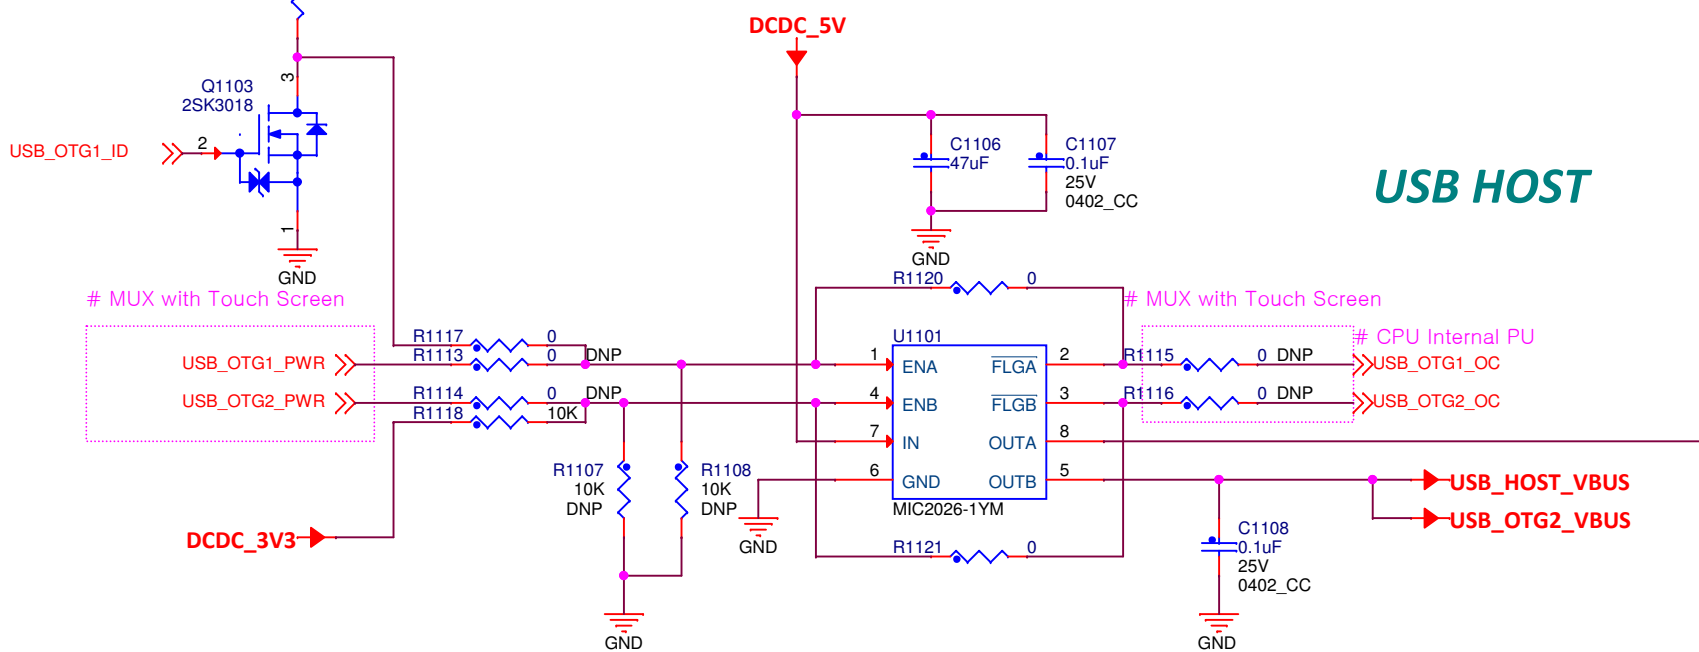 DCDC_5V
3
Q1103
2SK3018
USB_OTG1_ID
2
1
GND
C1106
47uF
C1107
0.1uF
25V
0402_CC
GND
USB HOST
# MUX with Touch Screen
R1120
0
# MUX with Touch Screen
# CPU Internal PU
R1117
0
USB_OTG1_PWR
R1113
0
DNP
USB_OTG2_PWR
R1114
0
DNP
R1118
10K
U1101
1
ENA
4
ENB
7
IN
6
GND
FLGA
2
FLGB
3
OUTA
8
OUTB
5
MIC2026-1YM
R1115
0
DNP
USB_OTG1_OC
R1116
0
DNP
USB_OTG2_OC
R1107
10K
DNP
R1108
10K
DNP
GND
USB_HOST_VBUS
USB_OTG2_VBUS
DCDC_3V3
R1121
0
C1108
0.1uF
25V
0402_CC
GND
GND